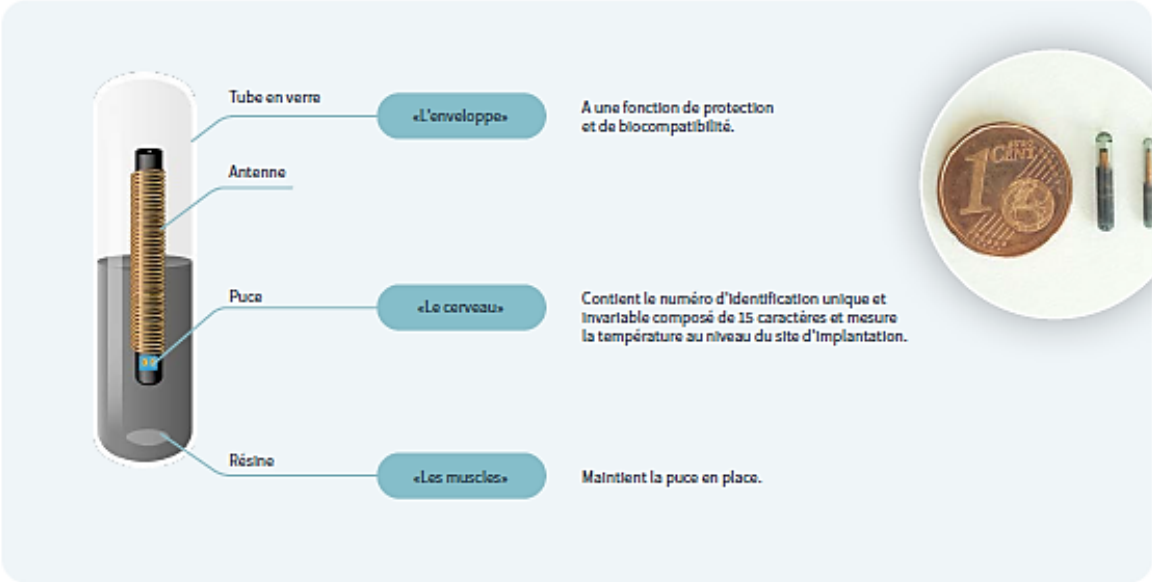 Tube en verre
«L'enveloppe»
A une fonction de protection
et de biocompatibilité.
Antenne
Puce
«Le cerveau»
Contient le numéro d'identification unique et
invariable composé de 15 caractères et mesure
la température au niveau du site d'implantation.
Résine
«Les muscles»
Maintient la puce en place.
1
EURO
CENT